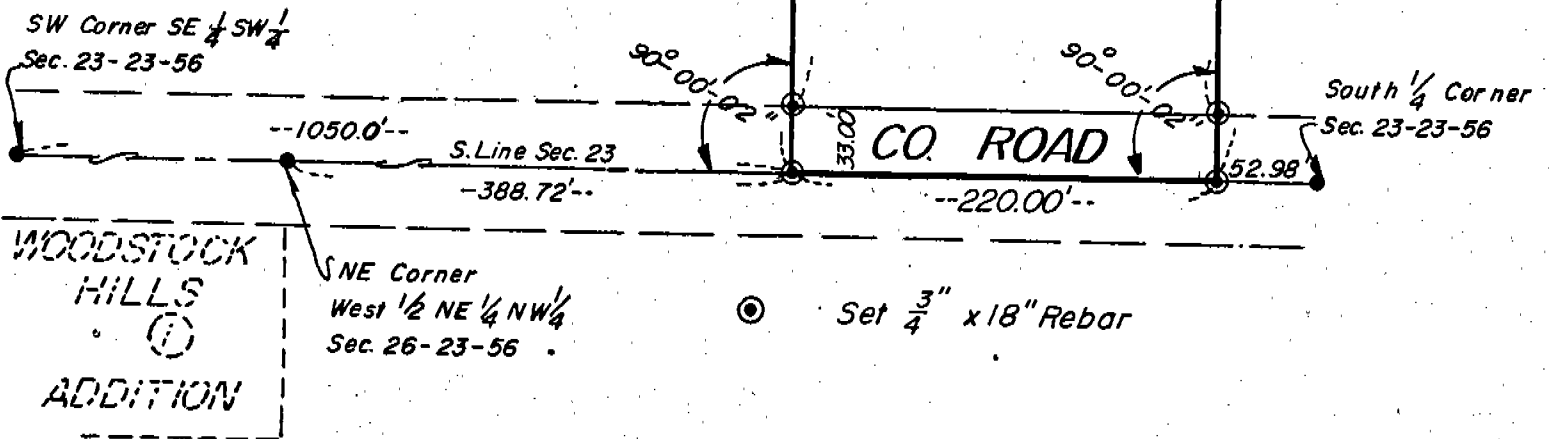 SW Corner SE 1/4 SW 1/4
Sec. 23-23-56
90°-00'-02"
90°-00'-02"
South 1/4 Corner
Sec. 23-23-56
--1050.0'--
S. Line Sec. 23
-388.72'--
33.00'
CO. ROAD
--220.00'--
52.98'
WOODSTOCK
HILLS
1
ADDITION
NE Corner
West 1/2 NE 1/4 NW 1/4
Sec. 26-23-56
Set 3/4" x 18" Rebar